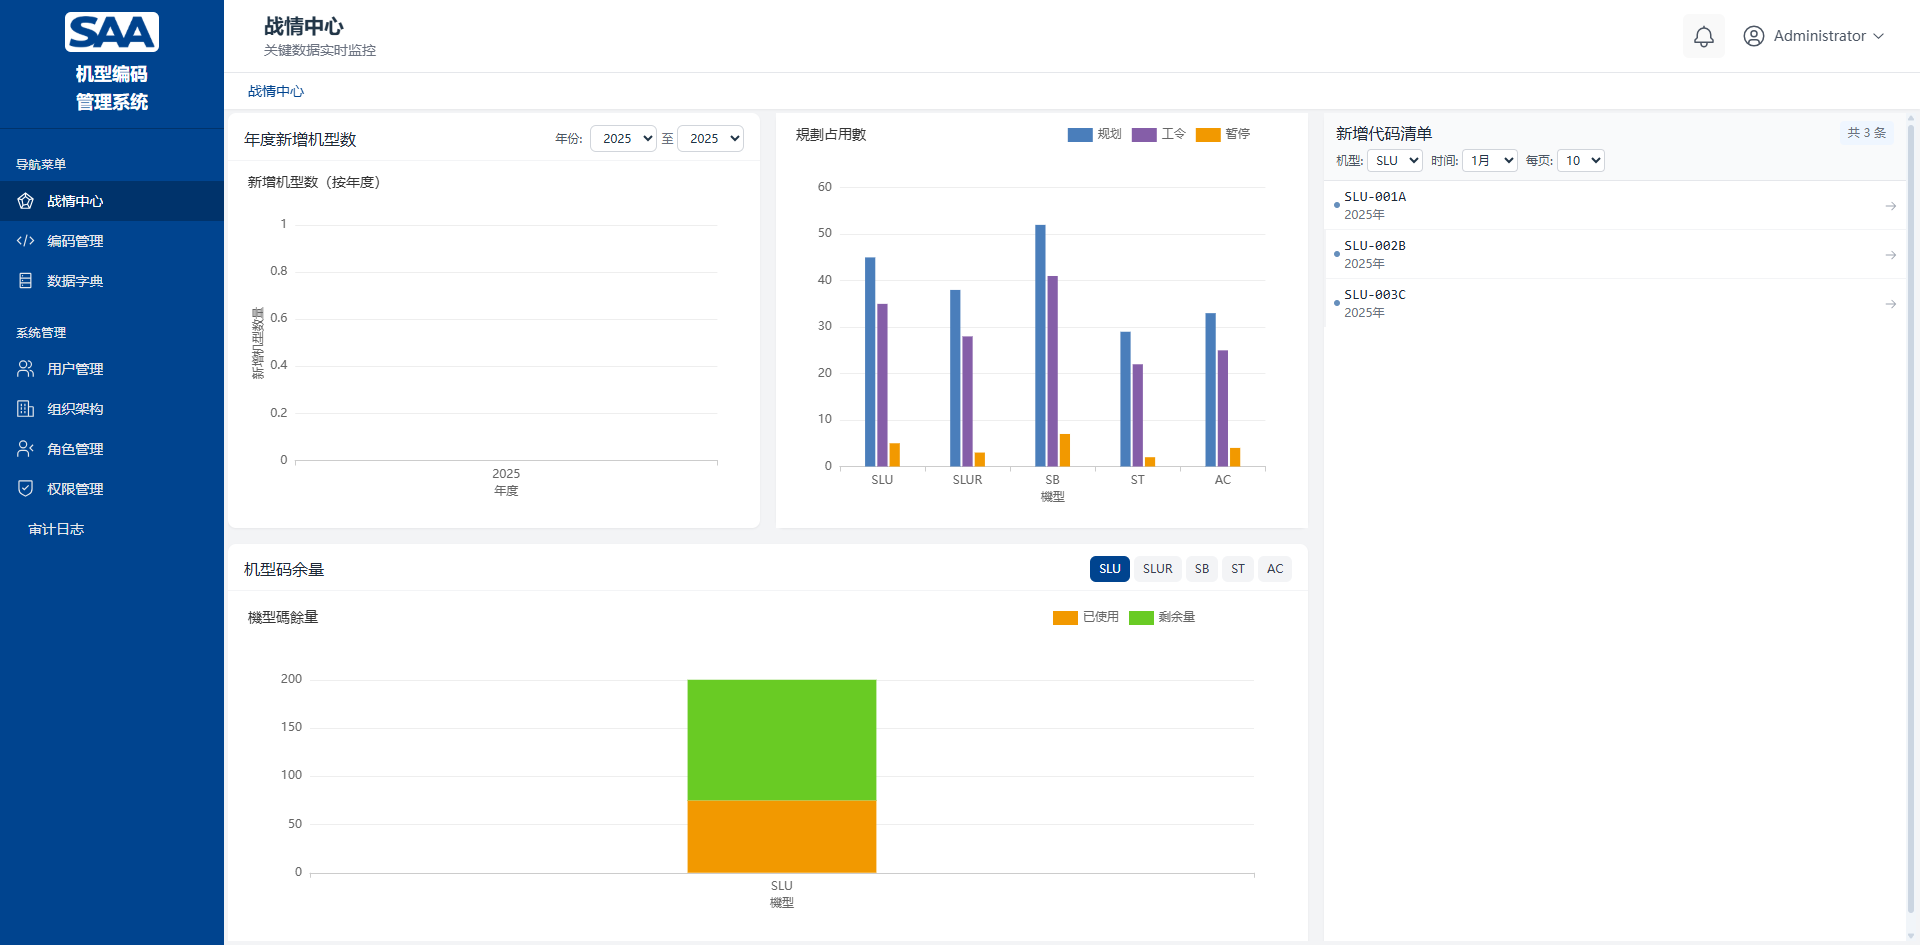 SAA
机型编码
管理系统
导航菜单
战情中心
编码管理
数据字典
系统管理
用户管理
组织架构
角色管理
权限管理
审计日志
战情中心
关键数据实时监控
Administrator
战情中心
年度新增机型数
年份: 2025 至 2025
新增机型数（按年度）
新增机型数量
1
0.8
0.6
0.4
0.2
0
2025
年度
規劃占用數
规划 工令 暂停
60
50
40
30
20
10
0
SLU SLUR SB ST AC
機型
新增代码清单
共 3 条
机型: SLU 时间: 1月 每页: 10
SLU-001A
2025年
SLU-002B
2025年
SLU-003C
2025年
机型码余量
SLU SLUR SB ST AC
機型碼餘量
已使用 剩余量
200
150
100
50
0
SLU
機型